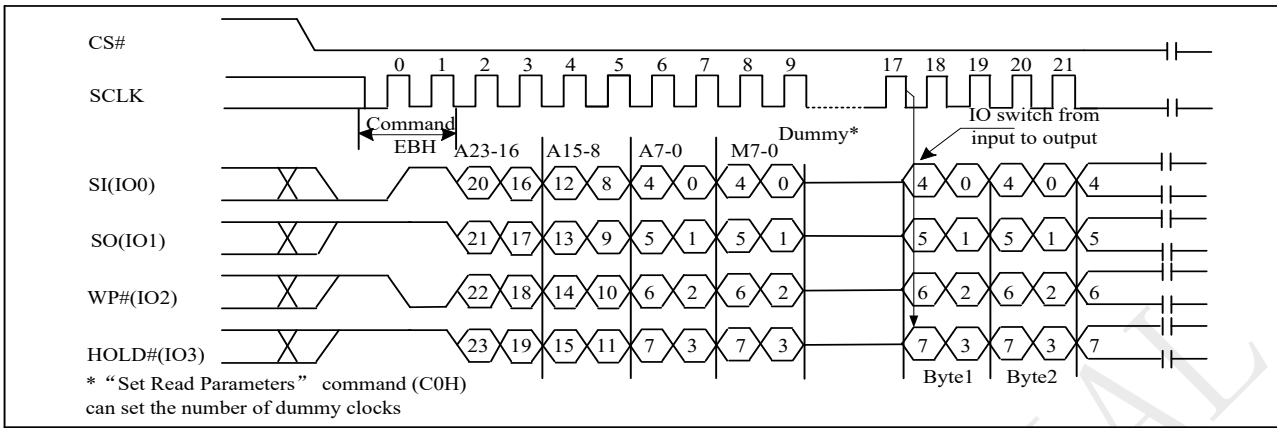 CS#
0 1 2 3 4 5 6 7 8 9 17 18 19 20 21
SCLK
IO switch from
input to output
Command
EBH
Dummy*
A23-16 A15-8 A7-0 M7-0
SI(IO0) 20 16 12 8 4 0 4 0 4 0 4 0 4
SO(IO1) 21 17 13 9 5 1 5 1 5 1 5 1 5
WP#(IO2) 22 18 14 10 6 2 6 2 6 2 6 2 6
HOLD#(IO3) 23 19 15 11 7 3 7 3 7 3 7 3 7
Byte1 Byte2
* “Set Read Parameters” command (C0H)
can set the number of dummy clocks